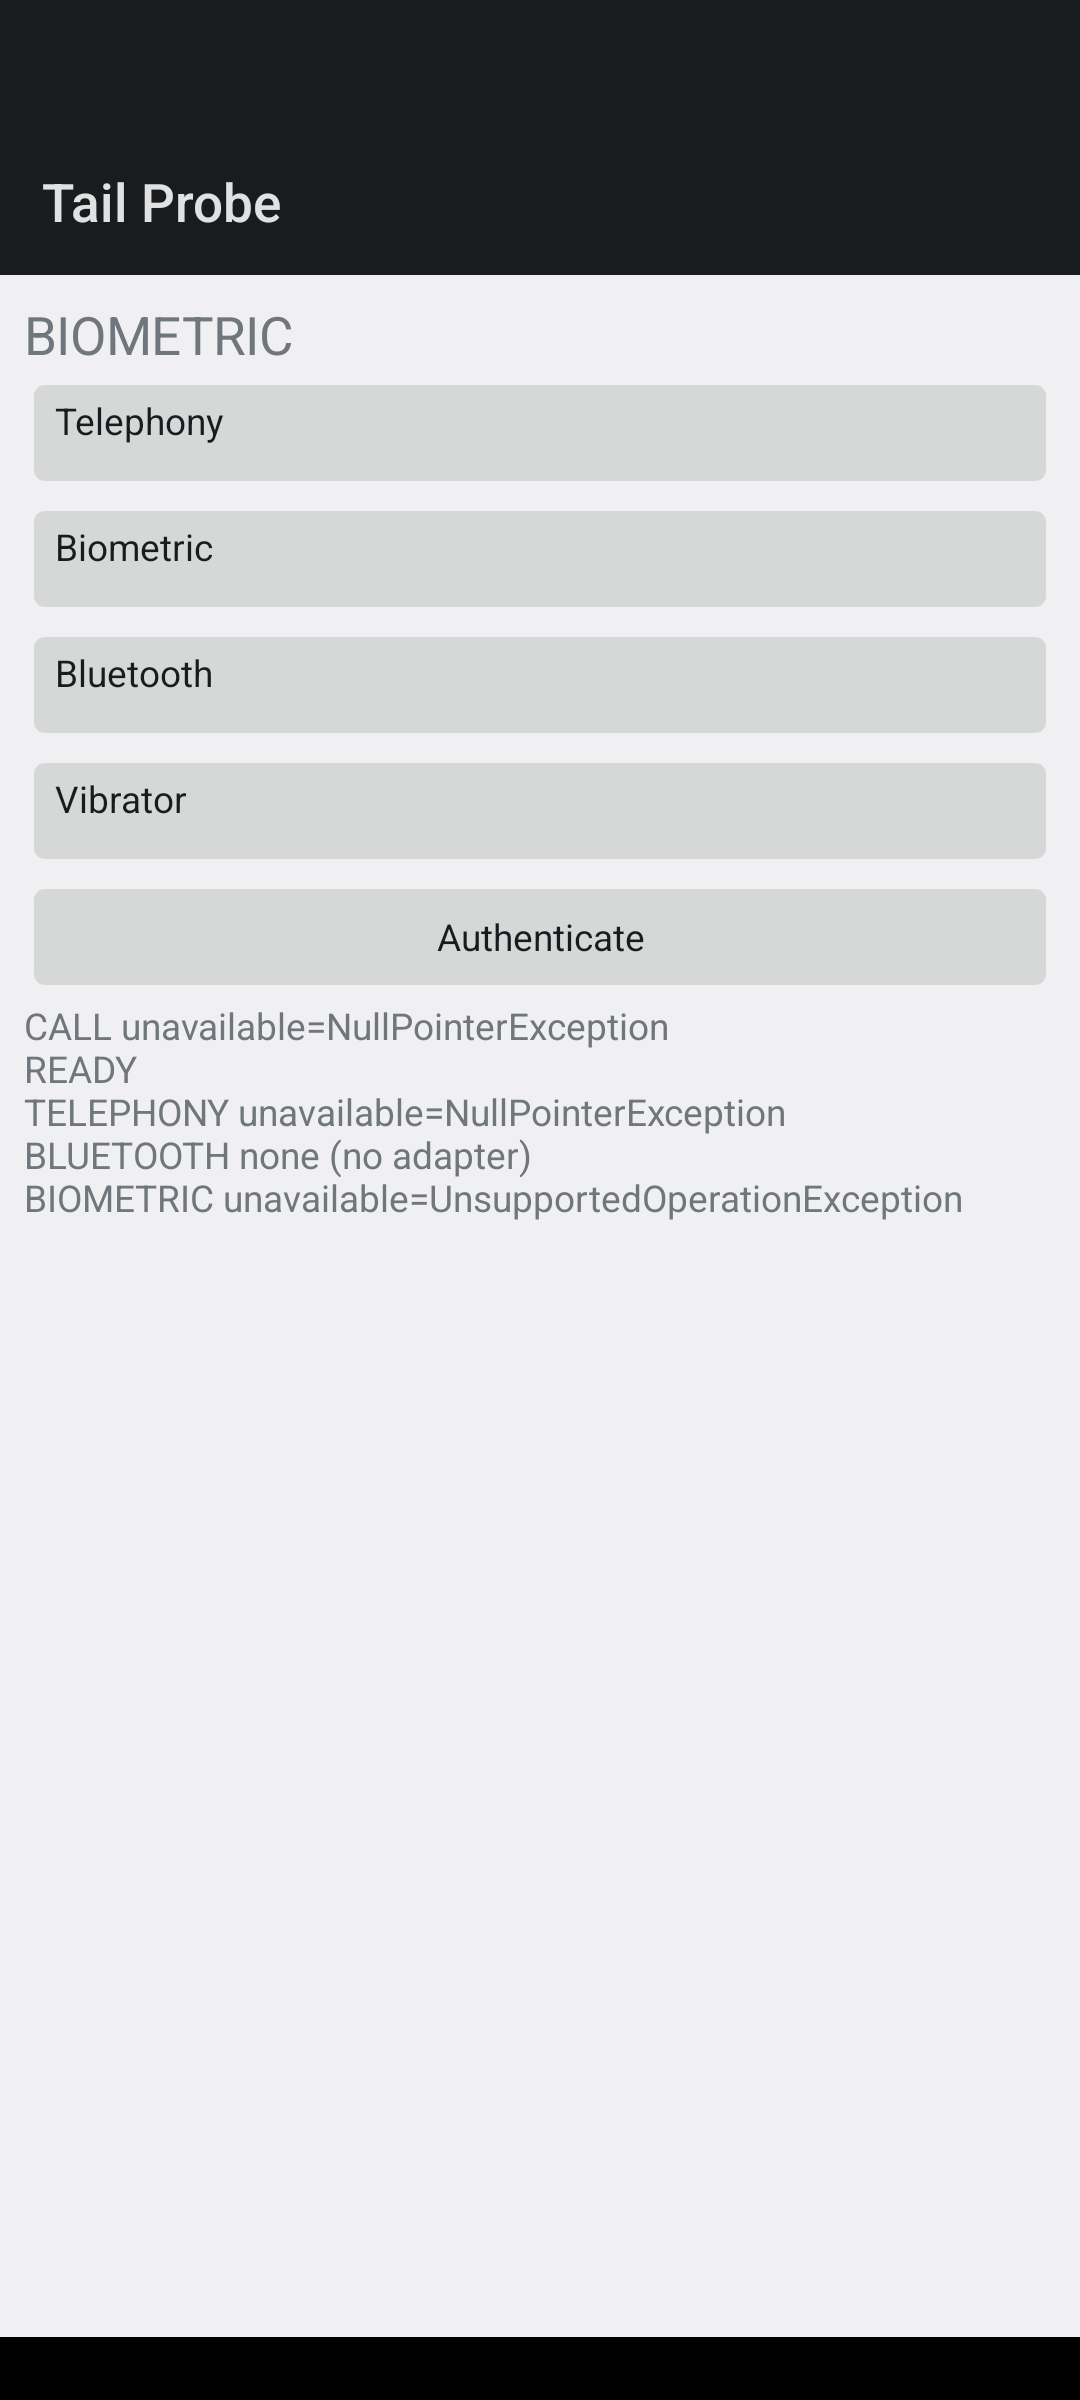 Tail Probe
BIOMETRIC
Telephony
Biometric
Bluetooth
Vibrator
Authenticate
CALL unavailable=NullPointerException
READY
TELEPHONY unavailable=NullPointerException
BLUETOOTH none (no adapter)
BIOMETRIC unavailable=UnsupportedOperationException